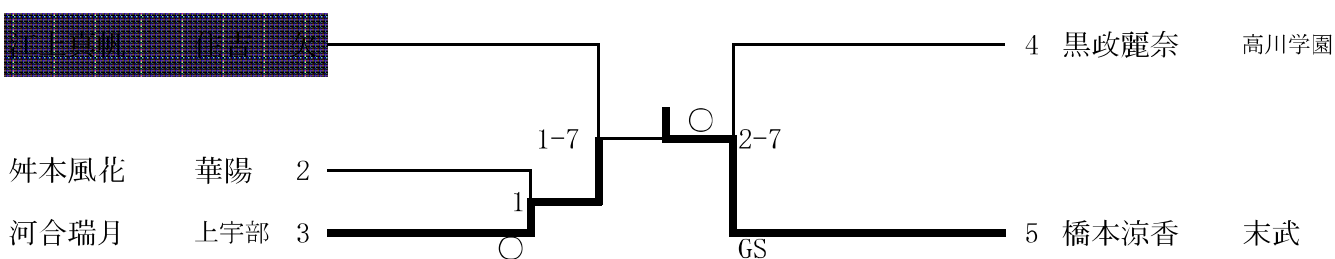 4 黒政麗奈 高川学園
〇
1-7 2-7
舛本風花 華陽 2
1
河合瑞月 上宇部 3 5 橋本涼香 末武
〇 GS